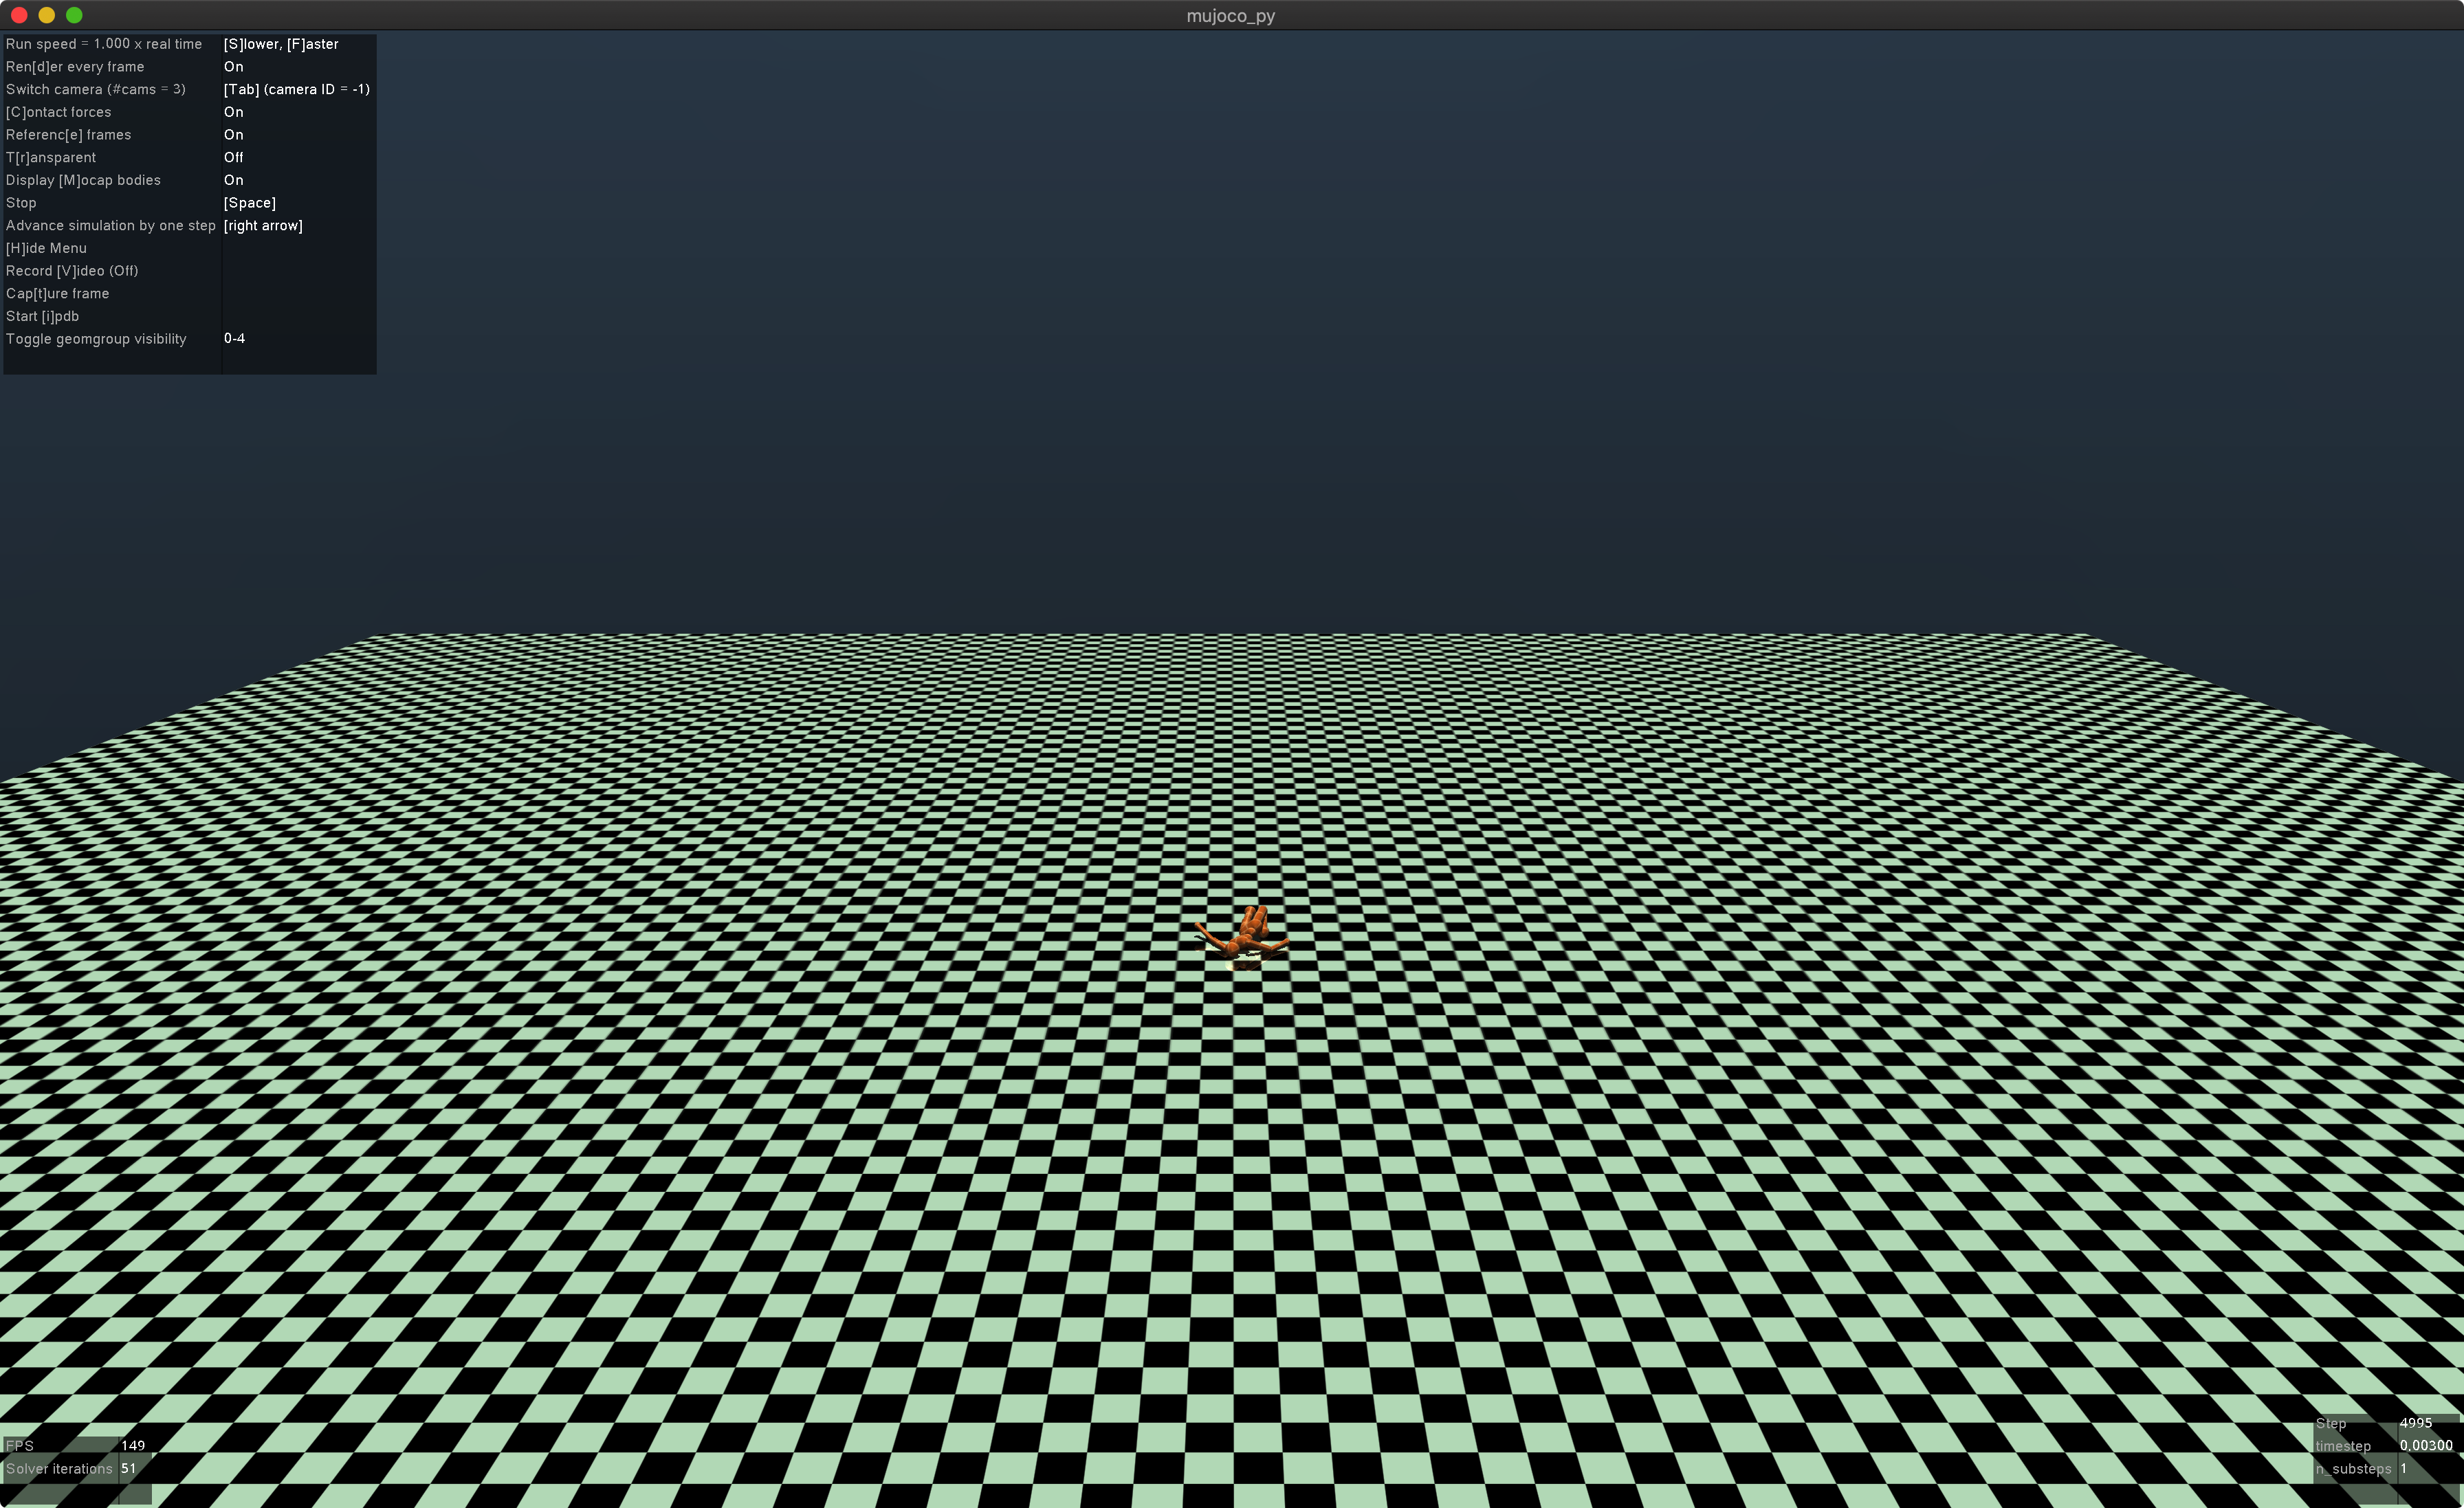 mujoco_py
Run speed = 1.000 x real time [S]lower, [F]aster
Ren[d]er every frame On
Switch camera (#cams = 3) [Tab] (camera ID = -1)
[C]ontact forces On
Referenc[e] frames On
T[r]ansparent Off
Display [M]ocap bodies On
Stop [Space]
Advance simulation by one step [right arrow]
[H]ide Menu
Record [V]ideo (Off)
Cap[t]ure frame
Start [i]pdb
Toggle geomgroup visibility 0-4
FPS 149
Solver iterations 51
Step 4995
timestep 0.00300
n_substeps 1